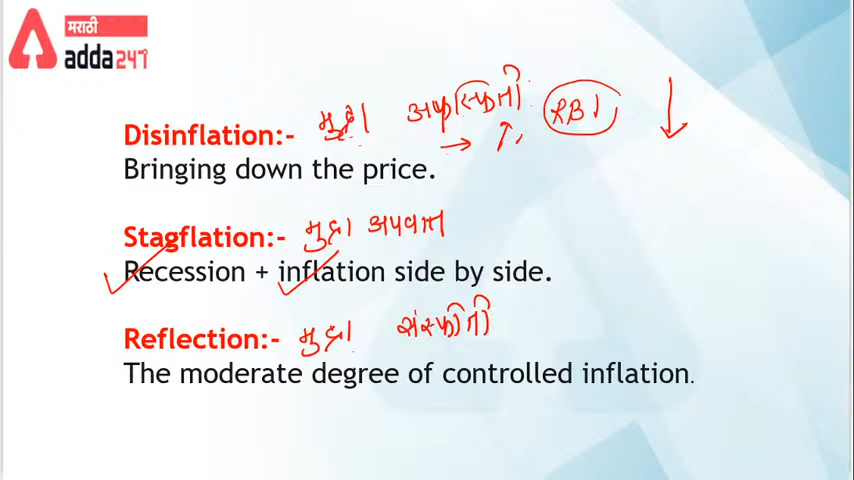 मराठी
adda247
Disinflation:- मुद्रा अपस्फिती RBI
Bringing down the price.
Stagflation:- मुद्रा अपवात
Recession + inflation side by side.
Reflection:- मुद्रा संस्फीती
The moderate degree of controlled inflation.